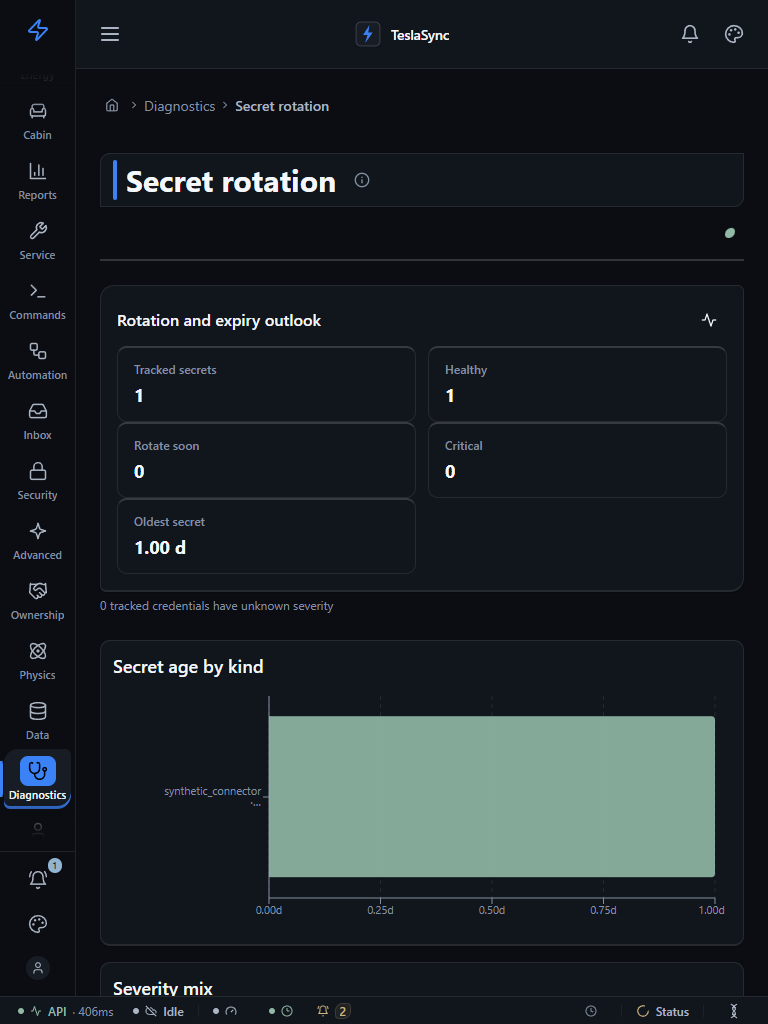 TeslaSync
Energy
Cabin
Reports
Service
Commands
Automation
Inbox
Security
Advanced
Ownership
Physics
Data
Diagnostics
1
Diagnostics
Secret rotation
Secret rotation
Rotation and expiry outlook
Tracked secrets
1
Healthy
1
Rotate soon
0
Critical
0
Oldest secret
1.00 d
0 tracked credentials have unknown severity
Secret age by kind
synthetic_connector
·...
0.00d
0.25d
0.50d
0.75d
1.00d
Severity mix
API · 406ms
Idle
2
Status